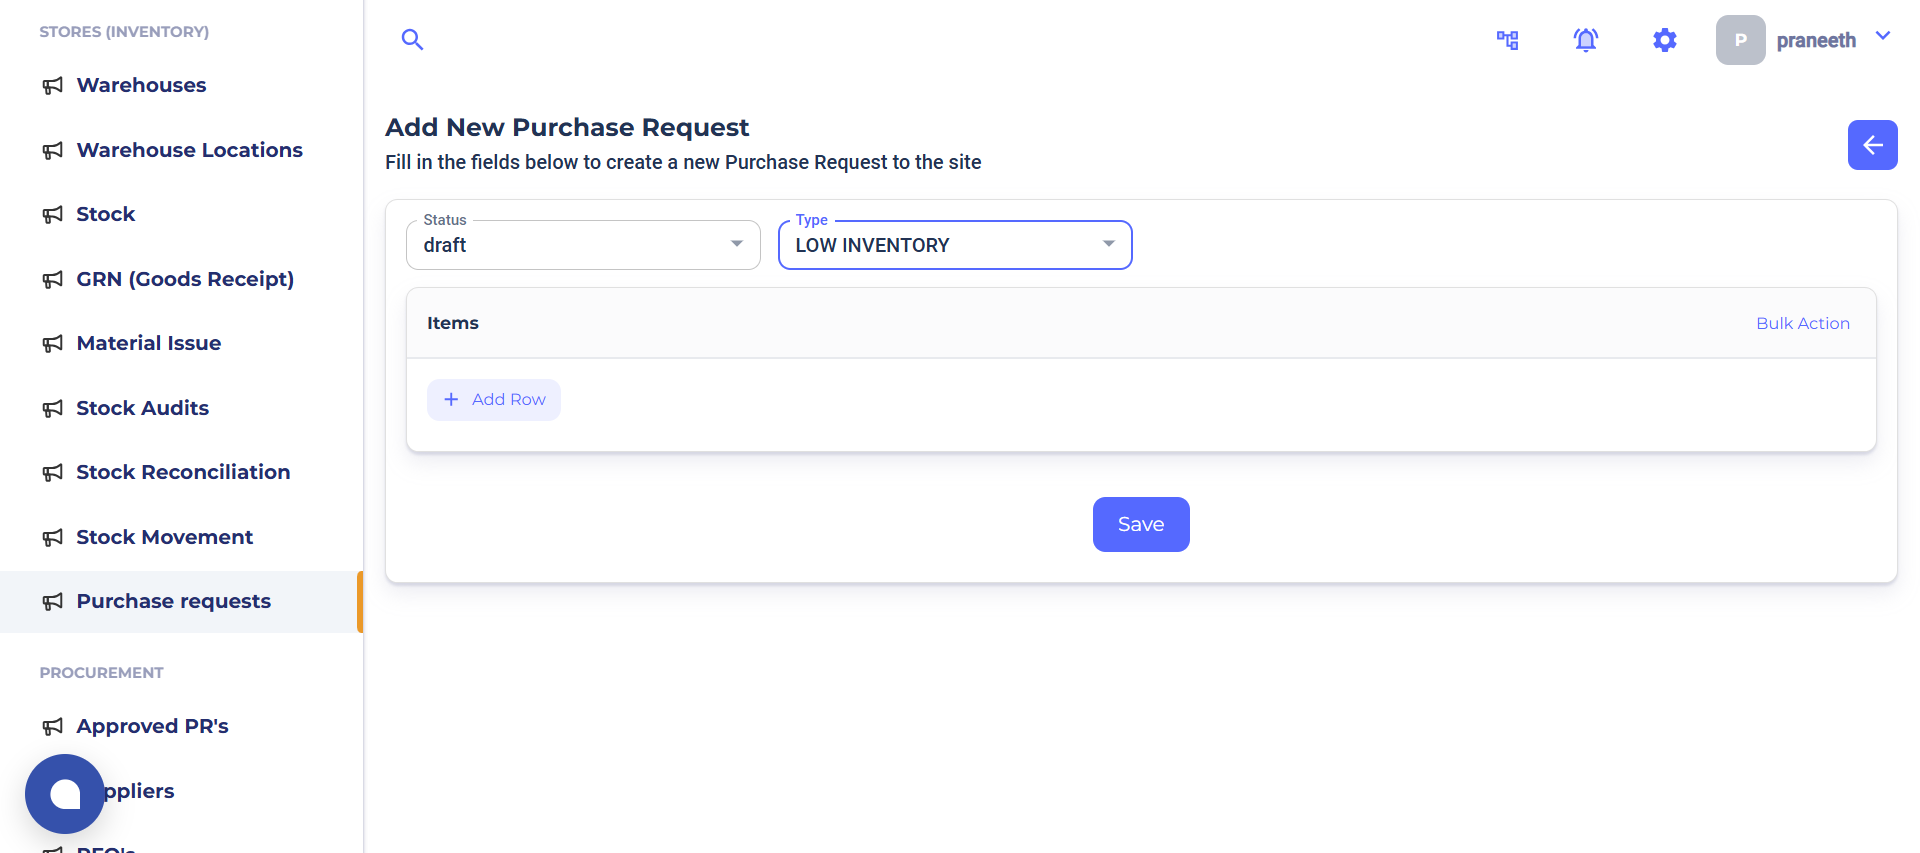 STORES (INVENTORY)
Warehouses
Warehouse Locations
Stock
GRN (Goods Receipt)
Material Issue
Stock Audits
Stock Reconciliation
Stock Movement
Purchase requests
PROCUREMENT
Approved PR's
ppliers
P
praneeth
Add New Purchase Request
Fill in the fields below to create a new Purchase Request to the site
Status
draft
Type
LOW INVENTORY
Items
Bulk Action
Add Row
Save